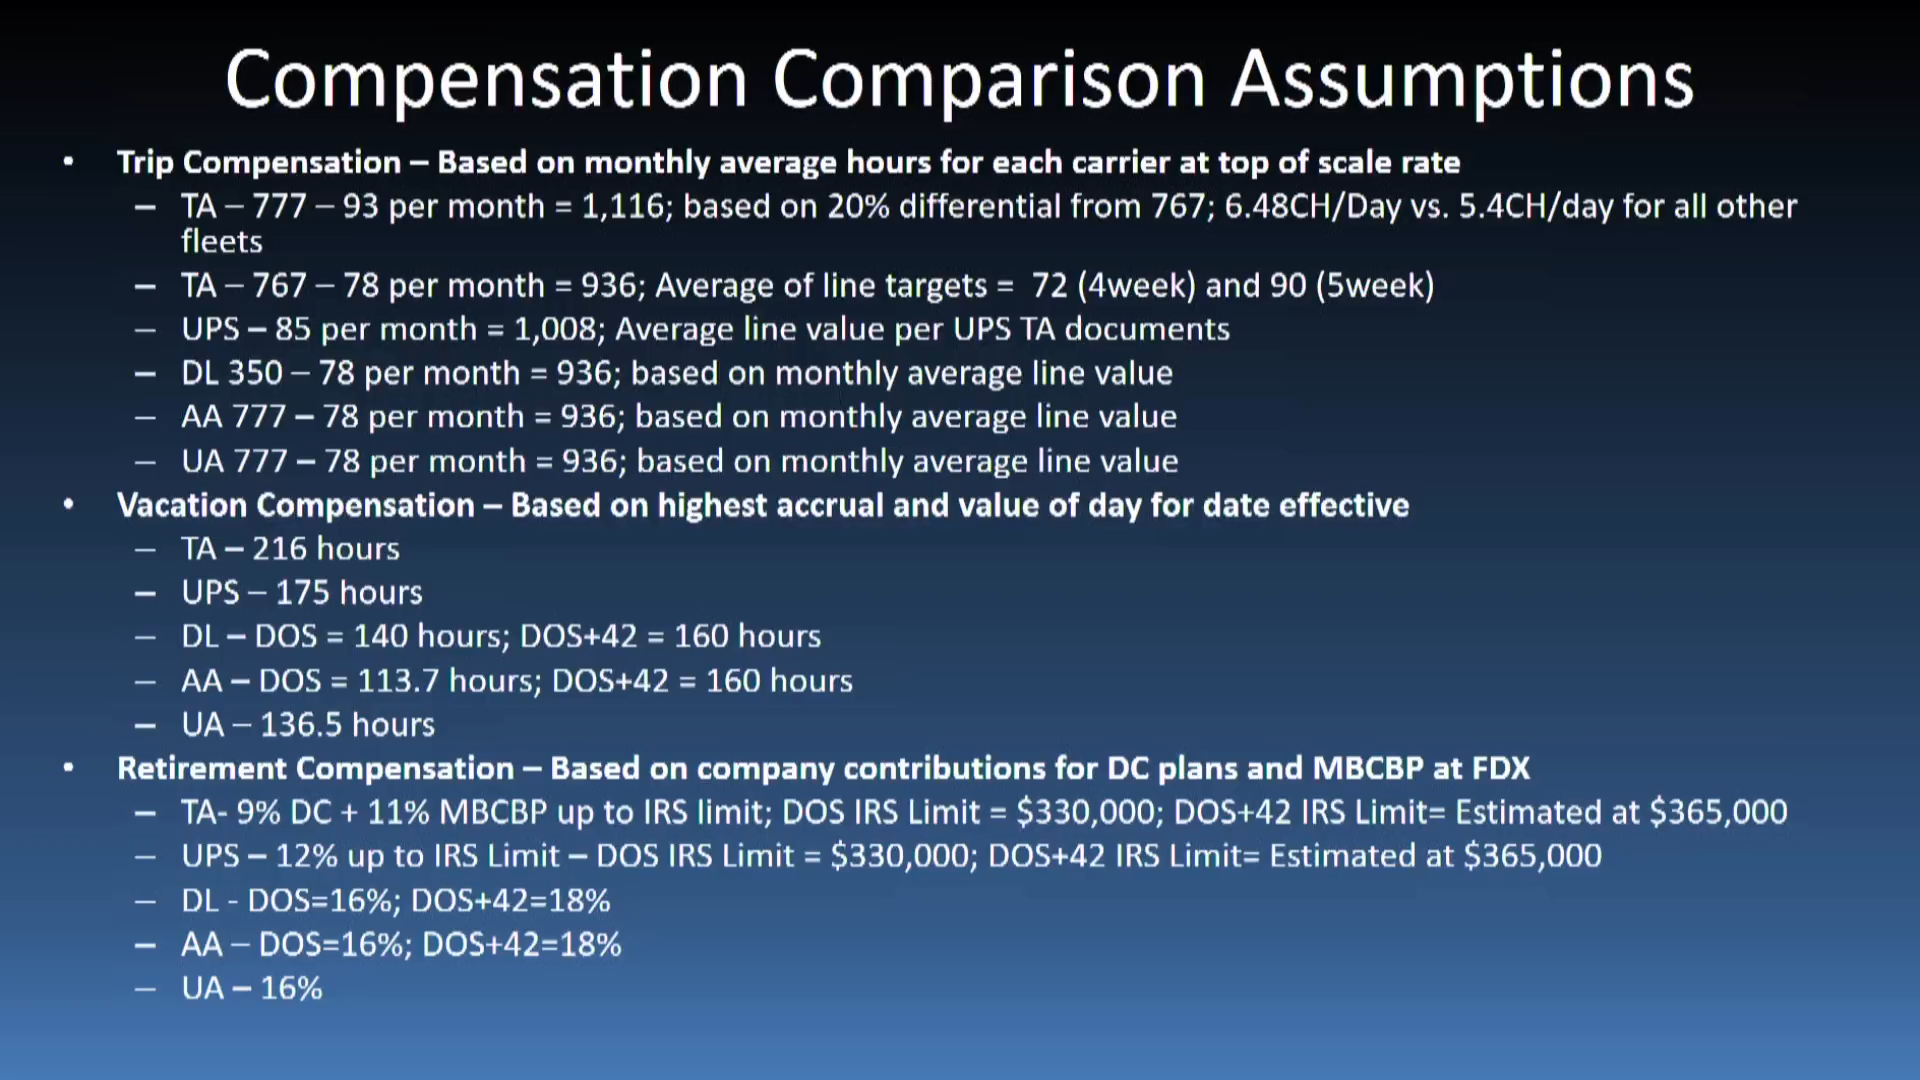 Compensation Comparison Assumptions
• Trip Compensation – Based on monthly average hours for each carrier at top of scale rate
– TA – 777 – 93 per month = 1,116; based on 20% differential from 767; 6.48CH/Day vs. 5.4CH/day for all other
fleets
– TA – 767 – 78 per month = 936; Average of line targets = 72 (4week) and 90 (5week)
– UPS – 85 per month = 1,008; Average line value per UPS TA documents
– DL 350 – 78 per month = 936; based on monthly average line value
– AA 777 – 78 per month = 936; based on monthly average line value
– UA 777 – 78 per month = 936; based on monthly average line value
• Vacation Compensation – Based on highest accrual and value of day for date effective
– TA – 216 hours
– UPS – 175 hours
– DL – DOS = 140 hours; DOS+42 = 160 hours
– AA – DOS = 113.7 hours; DOS+42 = 160 hours
– UA – 136.5 hours
• Retirement Compensation – Based on company contributions for DC plans and MBCBP at FDX
– TA- 9% DC + 11% MBCBP up to IRS limit; DOS IRS Limit = $330,000; DOS+42 IRS Limit= Estimated at $365,000
– UPS – 12% up to IRS Limit – DOS IRS Limit = $330,000; DOS+42 IRS Limit= Estimated at $365,000
– DL - DOS=16%; DOS+42=18%
– AA – DOS=16%; DOS+42=18%
– UA – 16%